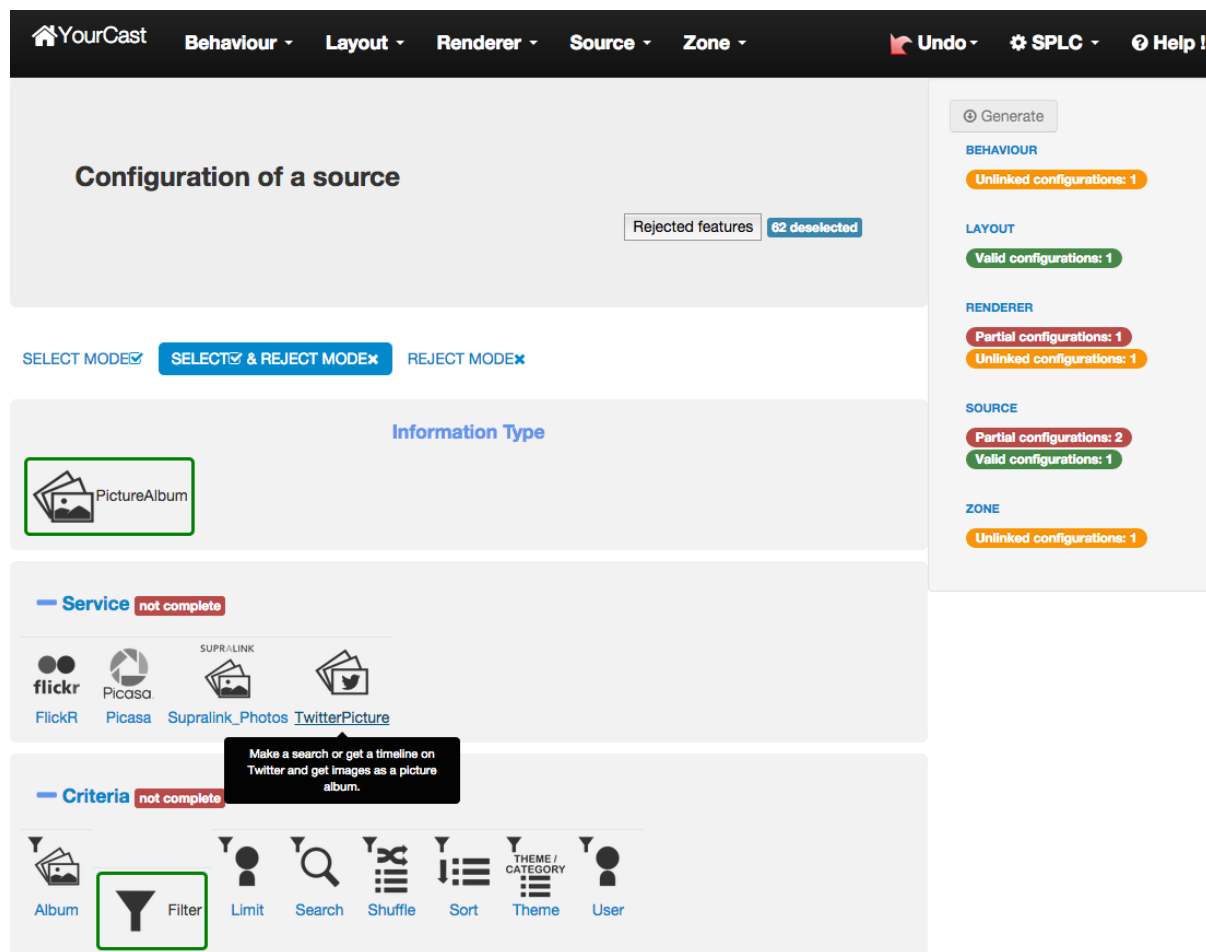 YourCast
Behaviour
Layout
Renderer
Source
Zone
Undo
SPLC
Help !
Configuration of a source
Rejected features 62 deselected
SELECT MODE
SELECT & REJECT MODE
REJECT MODE
Information Type
PictureAlbum
Service not complete
flickr
Picasa
SUPRALINK
FlickR
Picasa
Supralink_Photos
TwitterPicture
Make a search or get a timeline on
Twitter and get images as a picture
album.
Criteria not complete
THEME /
CATEGORY
Album
Filter
Limit
Search
Shuffle
Sort
Theme
User
Generate
BEHAVIOUR
Unlinked configurations: 1
LAYOUT
Valid configurations: 1
RENDERER
Partial configurations: 1
Unlinked configurations: 1
SOURCE
Partial configurations: 2
Valid configurations: 1
ZONE
Unlinked configurations: 1